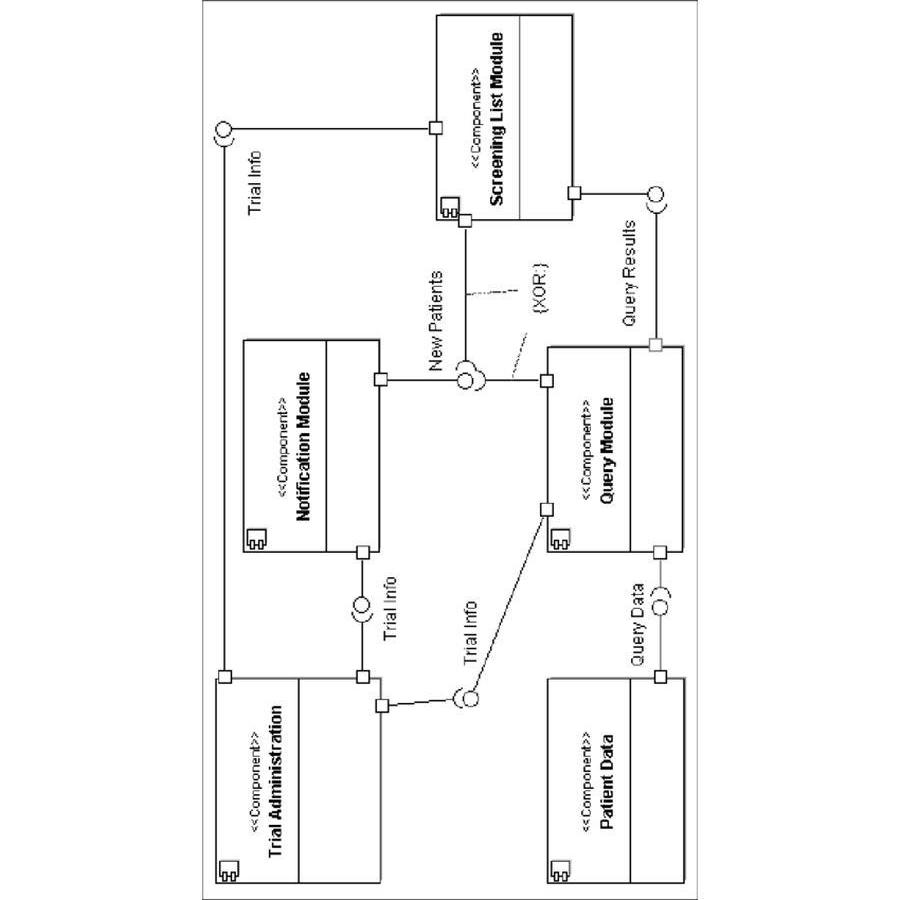 <<Component>>
Trial Administration
Trial Info
<<Component>>
Notification Module
Trial Info
<<Component>>
Screening List Module
New Patients
{XOR:}
Trial Info
Query Results
<<Component>>
Patient Data
Query Data
<<Component>>
Query Module